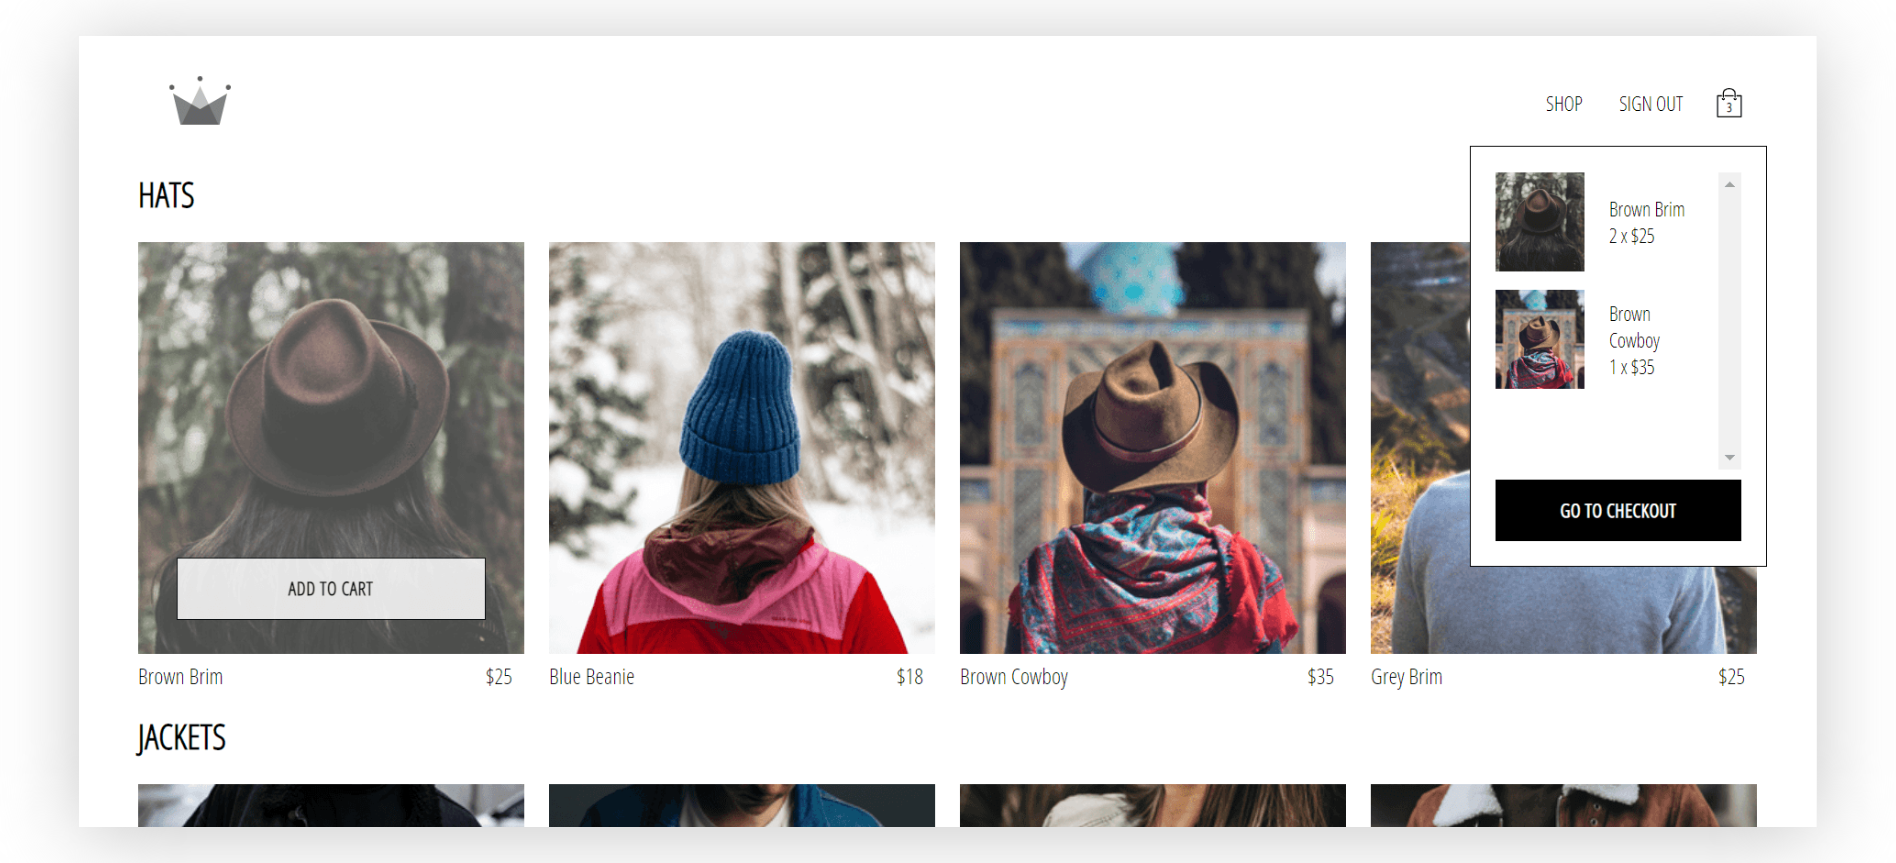 SHOP
SIGN OUT
3
HATS
Brown Brim
2 x $25
Brown
Cowboy
1 x $35
GO TO CHECKOUT
ADD TO CART
Brown Brim
$25
Blue Beanie
$18
Brown Cowboy
$35
Grey Brim
$25
JACKETS